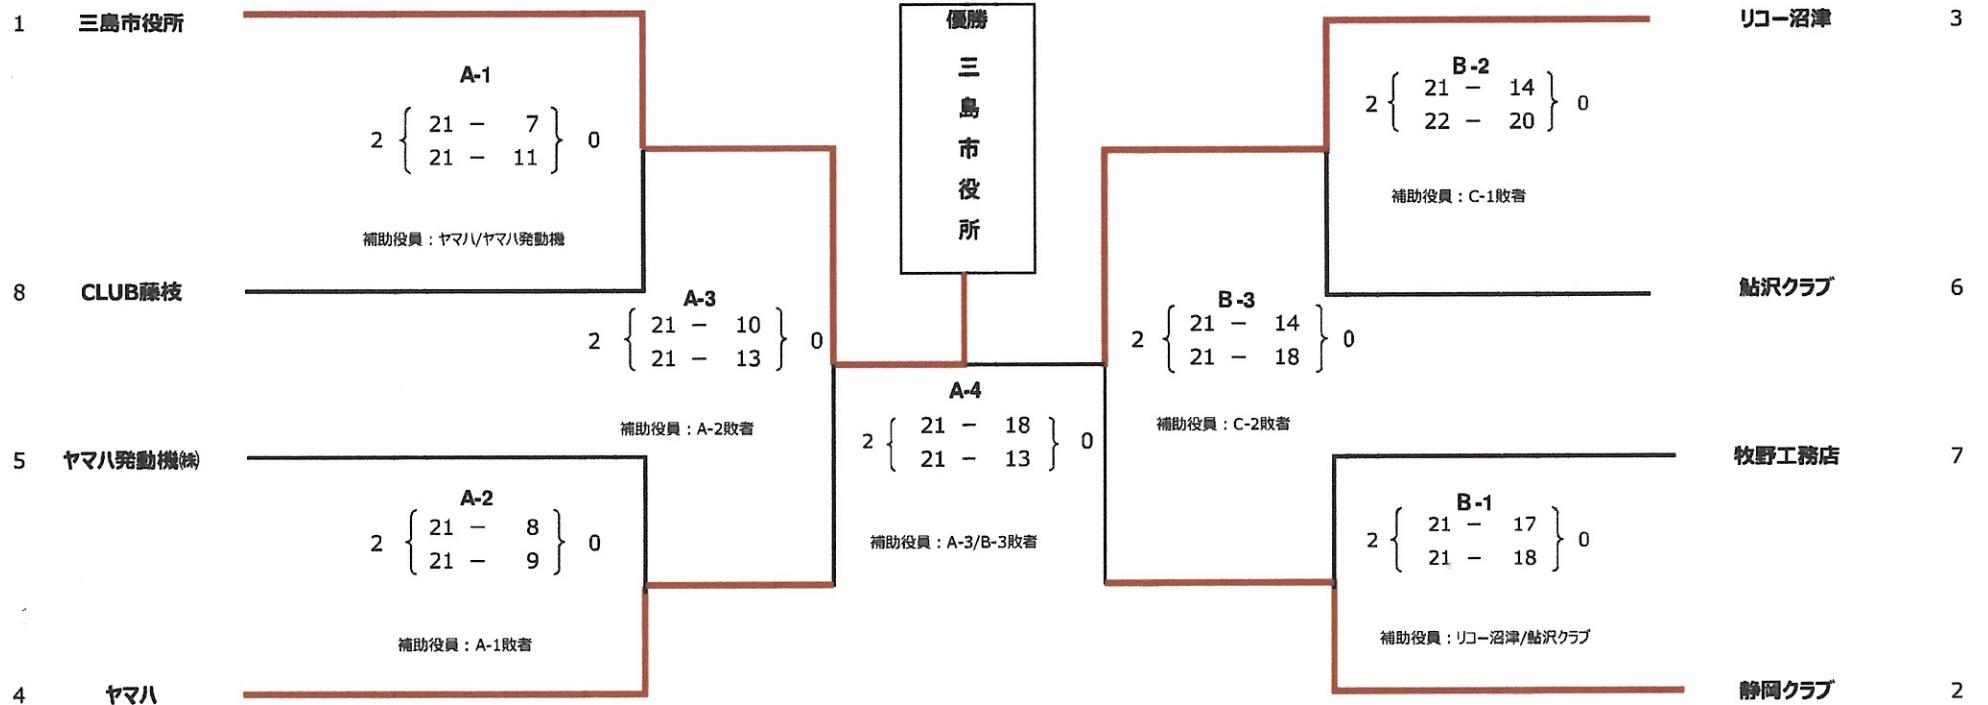 1 三島市役所
A-1
2 { 21 - 7 } 0
21 - 11
補助役員：ヤマハ/ヤマハ発動機
8 CLUB藤枝
A-3
2 { 21 - 10 } 0
21 - 13
補助役員：A-2敗者
5 ヤマハ発動機㈱
A-2
2 { 21 - 8 } 0
21 - 9
補助役員：A-1敗者
4 ヤマハ
優勝
三島市役所
A-4
2 { 21 - 18 } 0
21 - 13
補助役員：A-3/B-3敗者
リコー沼津 3
B-2
2 { 21 - 14 } 0
22 - 20
補助役員：C-1敗者
鮎沢クラブ 6
B-3
2 { 21 - 14 } 0
21 - 18
補助役員：C-2敗者
牧野工務店 7
B-1
2 { 21 - 17 } 0
21 - 18
補助役員：リコー沼津/鮎沢クラブ
静岡クラブ 2